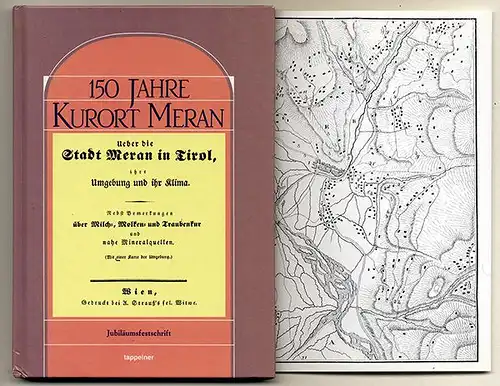 150 JAHRE
KURORT MERAN
Ueber die
Stadt Meran in Tirol,
ihre
Umgebung und ihr Klima.
Nebst Bemerkungen
über Milch-, Molken- und Traubenkur
und
nahe Mineralquellen.
(Mit einer Karte der Umgebung.)
Wien,
Gedruckt bei A. Strauß's sel. Witwe.
Jubiläumsfestschrift
tappeiner